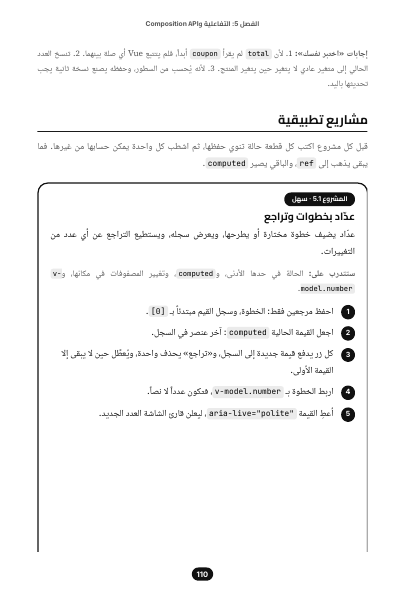 الفصل 5: التفاعلية وComposition API
إجابات «اختبر نفسك»: 1. لأن total لم يقرأ coupon أبداً، فلم يتتبع Vue أي صلة بينهما. 2. تنسخ العدد
الحالي إلى متغير عادي لا يتغير حين يتغير المنتج. 3. لأنه يُحسب من السطور، وحفظه يصنع نسخة ثانية يجب
تحديثها باليد.
مشاريع تطبيقية
قبل كل مشروع اكتب كل قطعة حالة تنوي حفظها، ثم اشطب كل واحدة يمكن حسابها من غيرها. فما
يبقى يذهب إلى ref، والباقي يصير computed.
المشروع 5.1 · سهل
عدّاد بخطوات وتراجع
عدّاد يضيف خطوة مختارة أو يطرحها، ويعرض سجله، ويستطيع التراجع عن أي عدد من
التغييرات.
ستتدرب على: الحالة في حدها الأدنى، وcomputed، وتغيير المصفوفات في مكانها، وv-
model.number.
1 احفظ مرجعين فقط: الخطوة، وسجل القيم مبتدئاً بـ [0].
2 اجعل القيمة الحالية computed: آخر عنصر في السجل.
3 كل زر يدفع قيمة جديدة إلى السجل، و«تراجع» يحذف واحدة، ويُعطَّل حين لا يبقى إلا
القيمة الأولى.
4 اربط الخطوة بـ v-model.number، فتكون عدداً لا نصاً.
5 أعطِ القيمة aria-live="polite"، ليعلن قارئ الشاشة العدد الجديد.
110